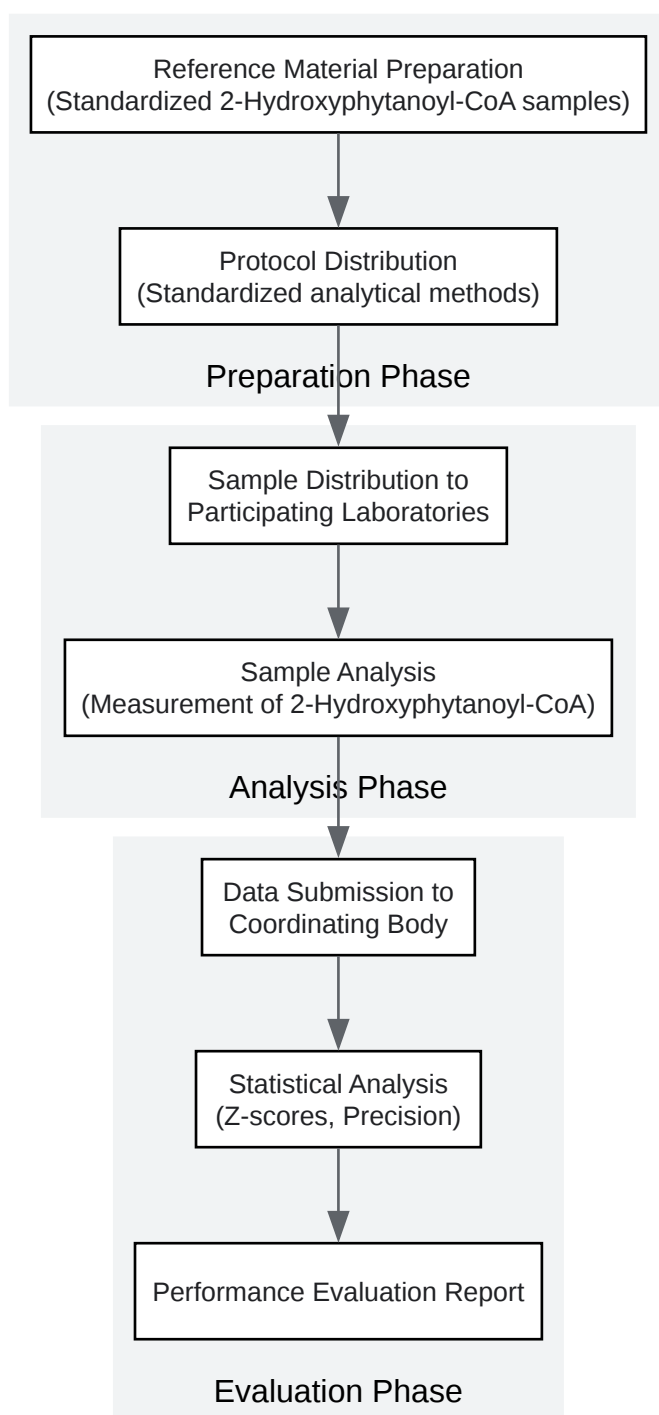 Reference Material Preparation
(Standardized 2-Hydroxyphytanoyl-CoA samples)
Protocol Distribution
(Standardized analytical methods)
Preparation Phase
Sample Distribution to
Participating Laboratories
Sample Analysis
(Measurement of 2-Hydroxyphytanoyl-CoA)
Analysis Phase
Data Submission to
Coordinating Body
Statistical Analysis
(Z-scores, Precision)
Performance Evaluation Report
Evaluation Phase